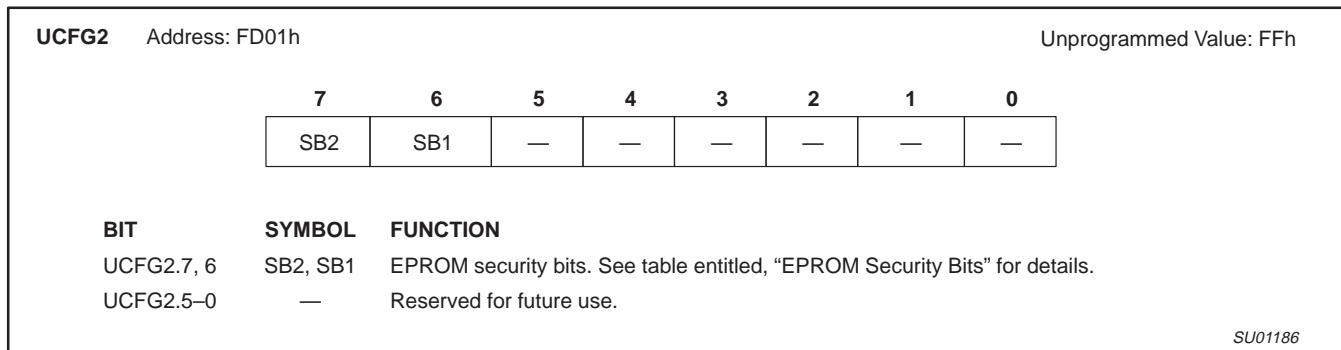 UCFG2 Address: FD01h Unprogrammed Value: FFh
7 6 5 4 3 2 1 0
SB2 SB1 — — — — — —
BIT SYMBOL FUNCTION
UCFG2.7, 6 SB2, SB1 EPROM security bits. See table entitled, “EPROM Security Bits” for details.
UCFG2.5–0 — Reserved for future use.
SU01186